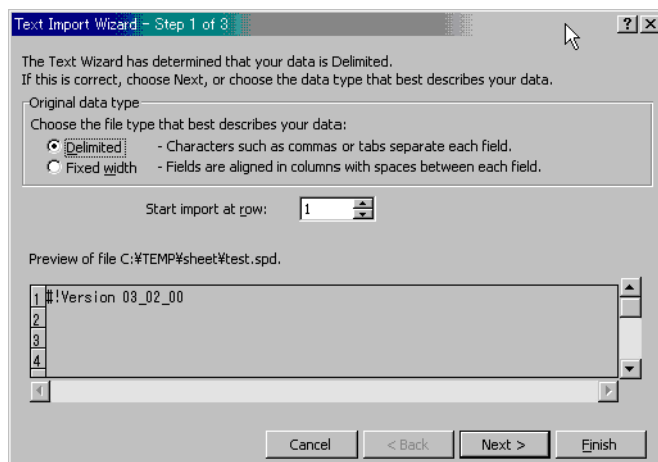 Text Import Wizard - Step 1 of 3
The Text Wizard has determined that your data is Delimited.
If this is correct, choose Next, or choose the data type that best describes your data.
Original data type
Choose the file type that best describes your data:
Delimited - Characters such as commas or tabs separate each field.
Fixed width - Fields are aligned in columns with spaces between each field.
Start import at row: 1
Preview of file C:¥TEMP¥sheet¥test.spd.
1 #!Version 03_02_00
2
3
4
Cancel < Back Next > Finish